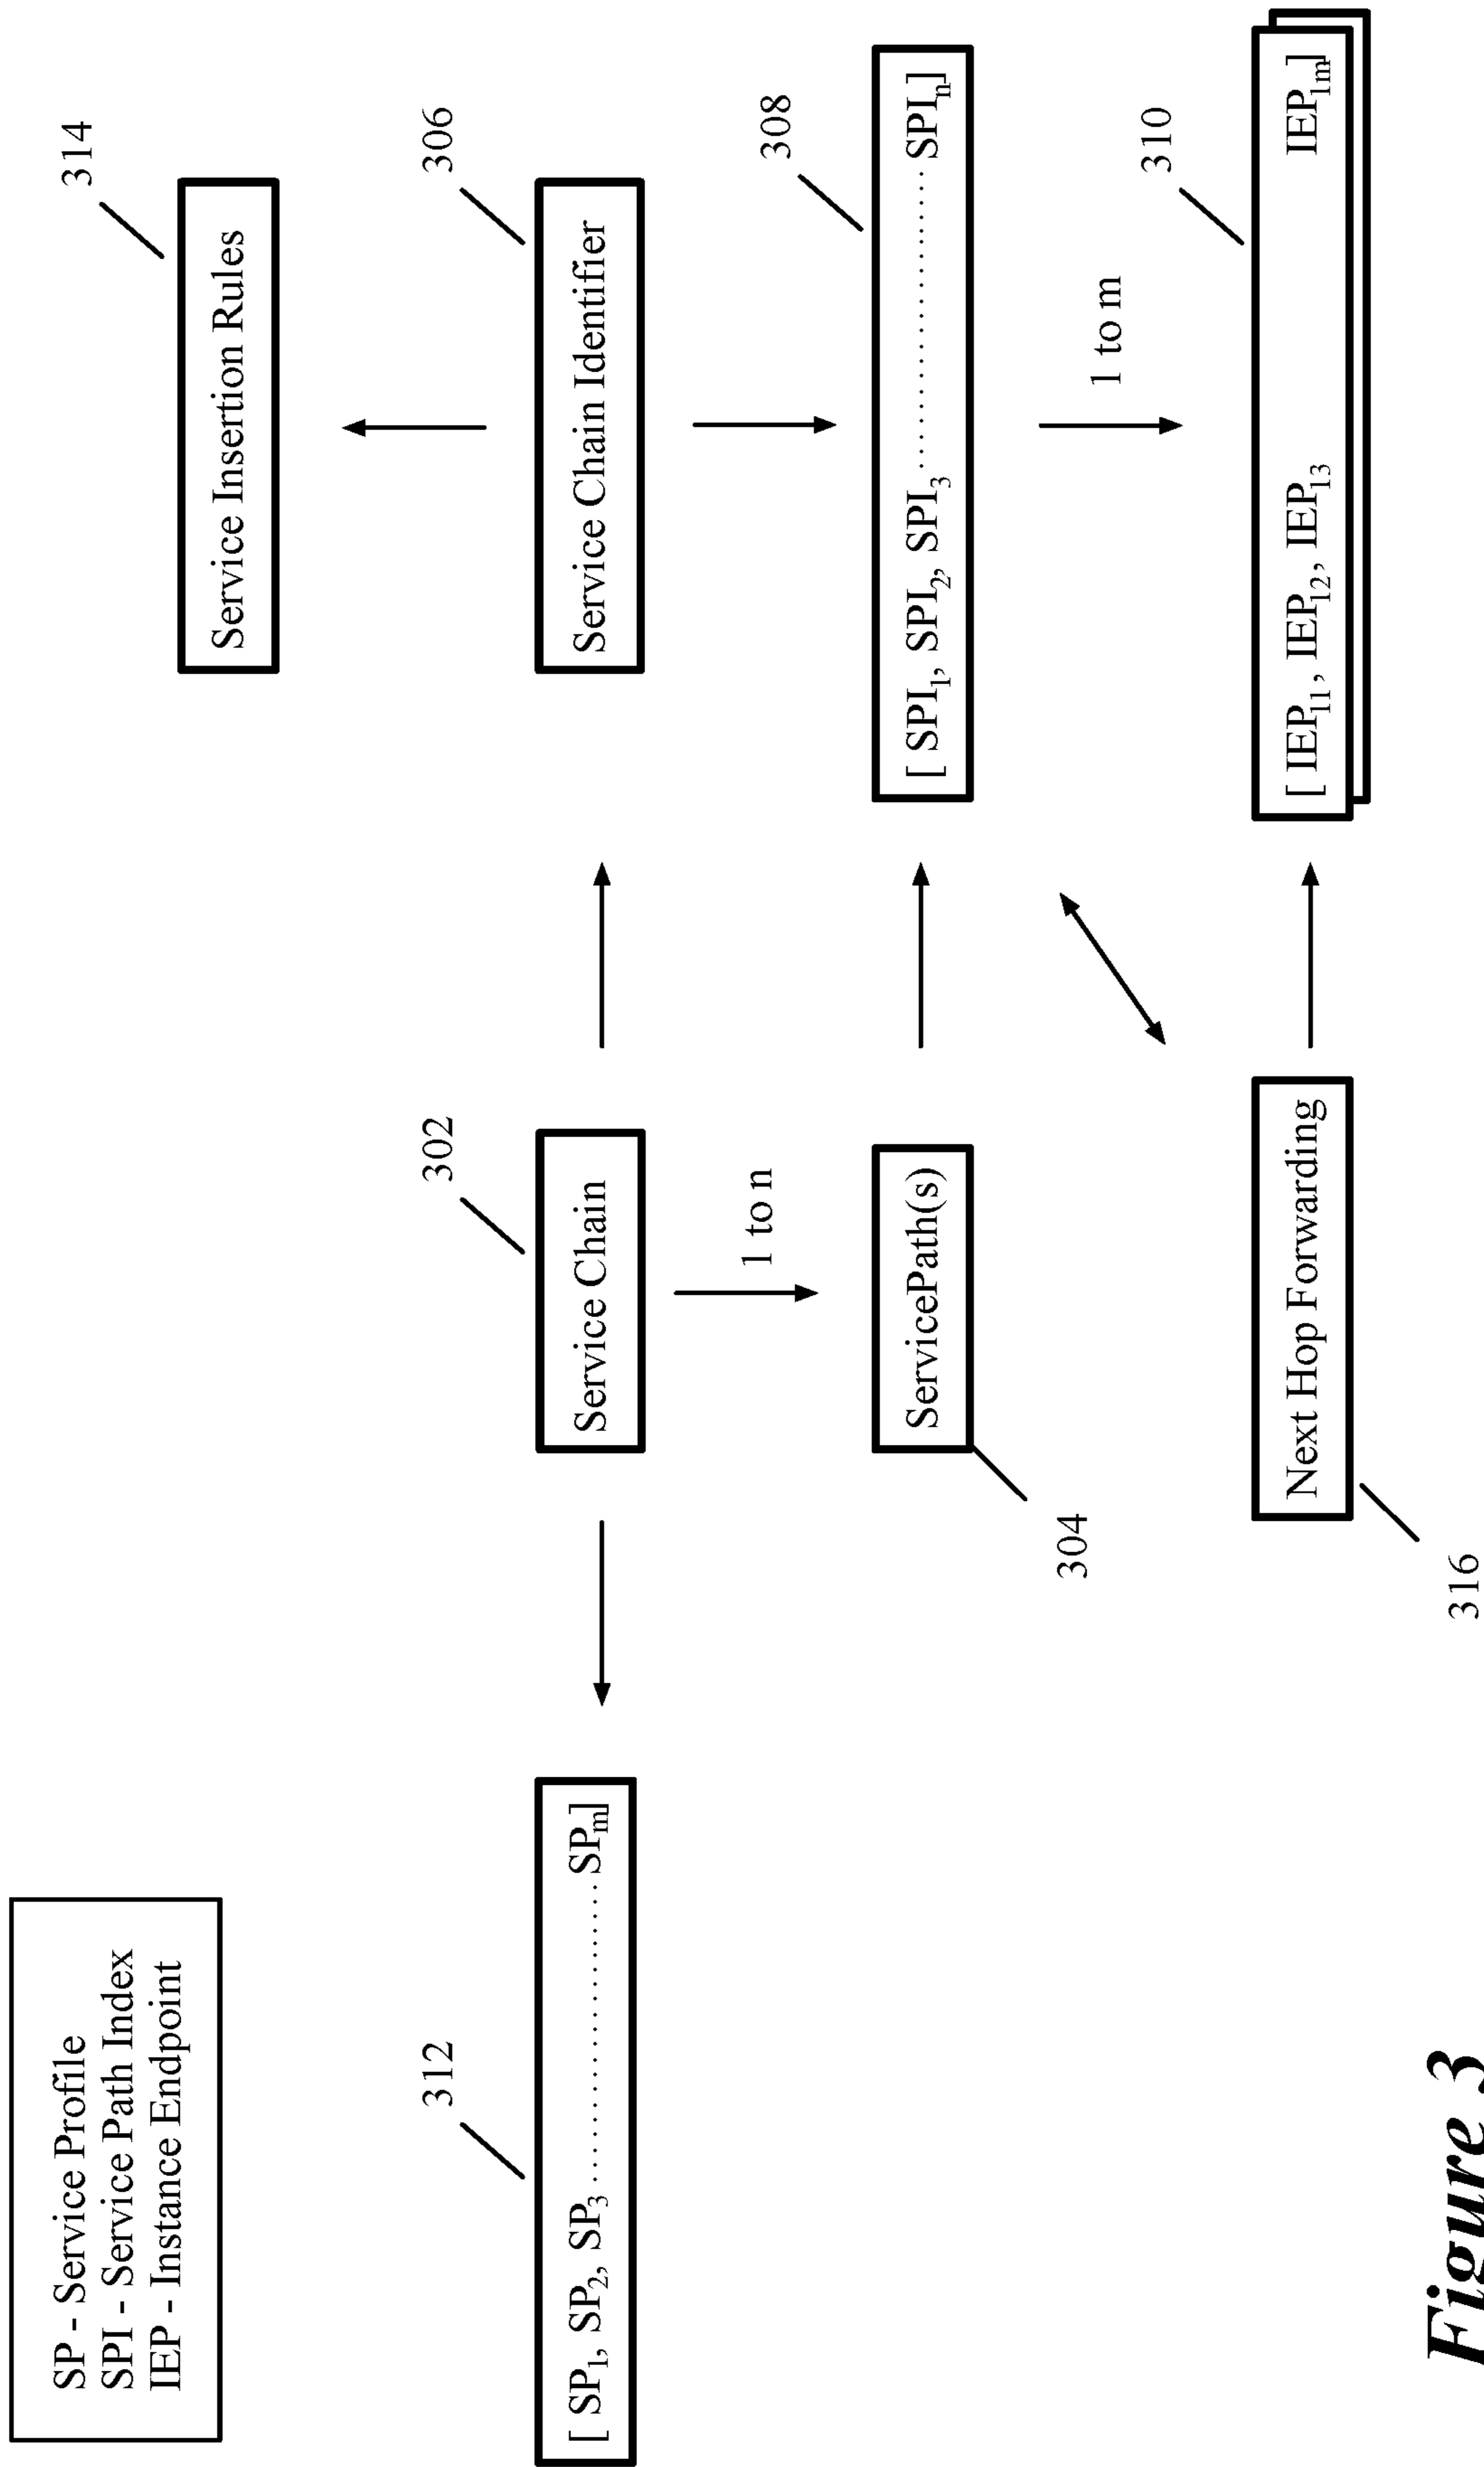 SP - Service Profile
SPI - Service Path Index
IEP - Instance Endpoint
314
Service Insertion Rules
312
302
306
[ SP1, SP2, SP3 ........................ SPm]
Service Chain
Service Chain Identifier
1 to n
308
ServicePath(s)
[ SPI1, SPI2, SPI3 ........................ SPIn]
304
1 to m
310
Next Hop Forwarding
[ IEP11, IEP12, IEP13 IEP1m]
316
Figure 3